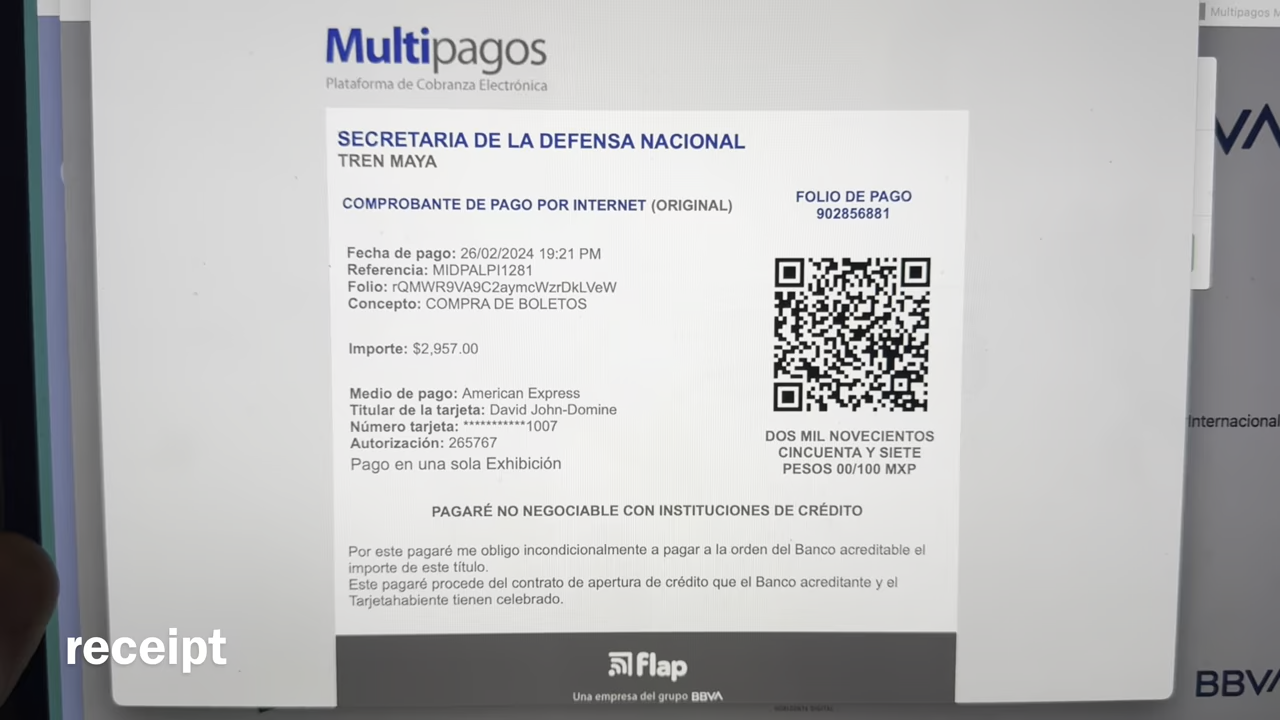 Multipagos M
Multipagos
Plataforma de Cobranza Electrónica
SECRETARIA DE LA DEFENSA NACIONAL
TREN MAYA
COMPROBANTE DE PAGO POR INTERNET (ORIGINAL)
FOLIO DE PAGO
902856881
Fecha de pago: 26/02/2024 19:21 PM
Referencia: MIDPALPI1281
Folio: rQMWR9VA9C2aymcWzrDkLVeW
Concepto: COMPRA DE BOLETOS
Importe: $2,957.00
Medio de pago: American Express
Titular de la tarjeta: David John-Domine
Número tarjeta: ***********1007
Autorización: 265767
Pago en una sola Exhibición
DOS MIL NOVECIENTOS
CINCUENTA Y SIETE
PESOS 00/100 MXP
PAGARÉ NO NEGOCIABLE CON INSTITUCIONES DE CRÉDITO
Por este pagaré me obligo incondicionalmente a pagar a la orden del Banco acreditable el
importe de este título.
Este pagaré procede del contrato de apertura de crédito que el Banco acreditante y el
Tarjetahabiente tienen celebrado.
flap
Una empresa del grupo BBVA
Internacional
BBVA
receipt